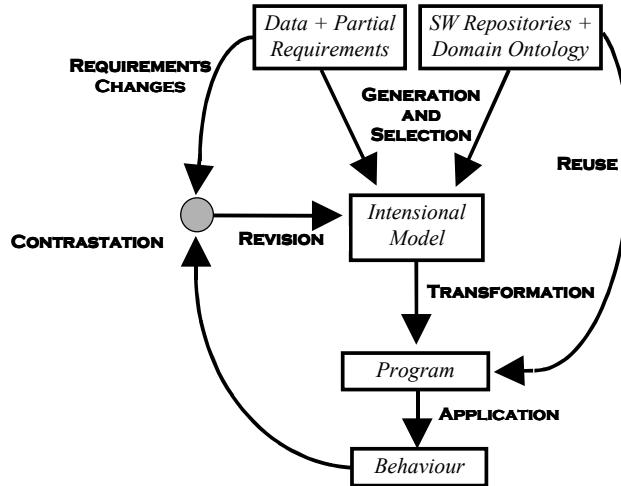 Data + Partial
Requirements
SW Repositories +
Domain Ontology
REQUIREMENTS
CHANGES
GENERATION
AND
SELECTION
REUSE
Intensional
Model
CONTRASTATION
REVISION
TRANSFORMATION
Program
APPLICATION
Behaviour